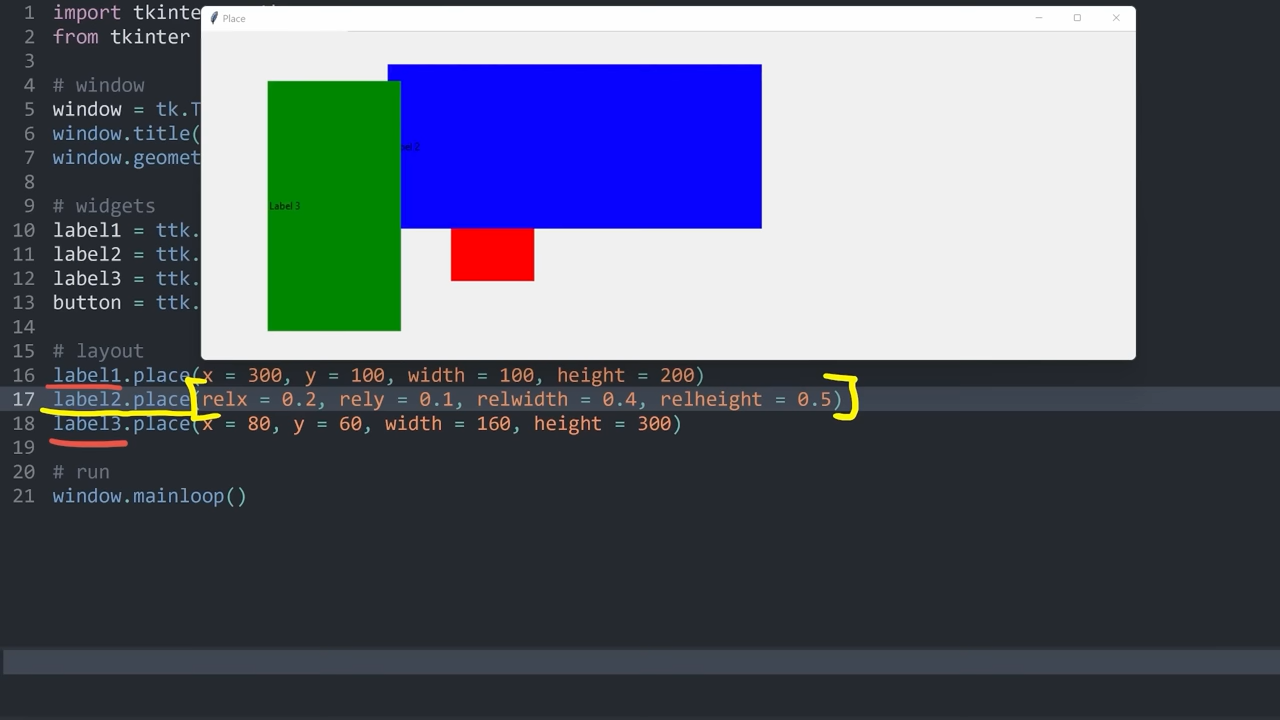 Place
1 import tkinte
2 from tkinter
3
4 # window
5 window = tk.T
6 window.title(
7 window.geomet
8
9 # widgets
10 label1 = ttk.
11 label2 = ttk.
12 label3 = ttk.
13 button = ttk.
14
15 # layout
16 label1.place(x = 300, y = 100, width = 100, height = 200)
17 label2.place(relx = 0.2, rely = 0.1, relwidth = 0.4, relheight = 0.5)
18 label3.place(x = 80, y = 60, width = 160, height = 300)
19
20 # run
21 window.mainloop()
el 2
Label 3